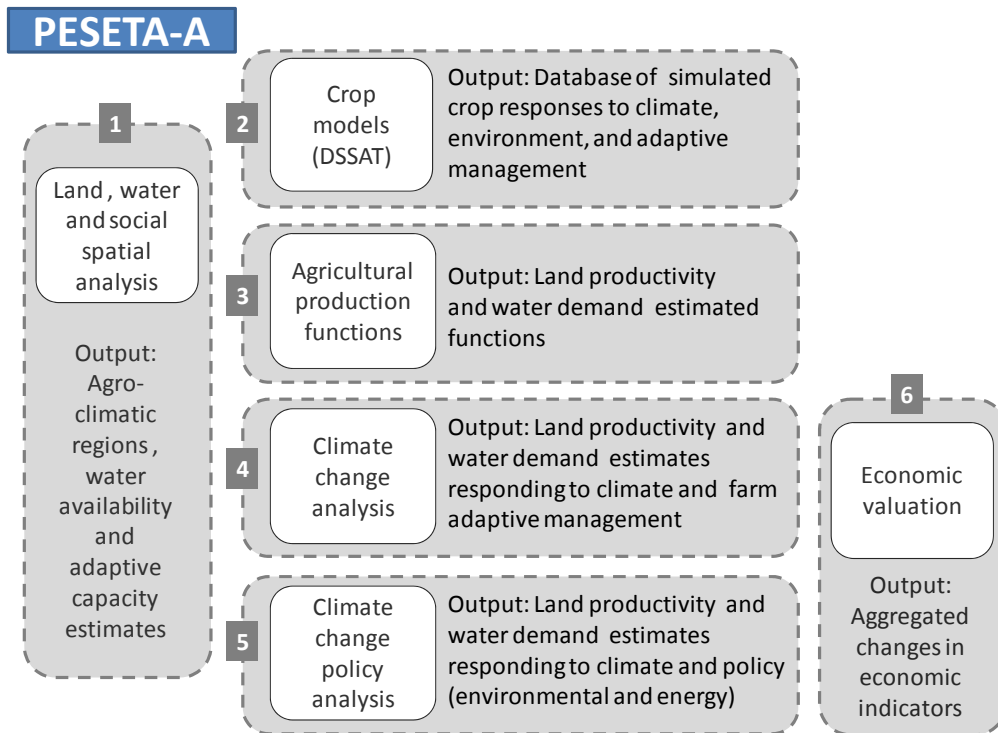 PESETA-A
1
Land , water
and social
spatial
analysis
Output:
Agro-
climatic
regions ,
water
availability
and
adaptive
capacity
estimates
2
Crop
models
(DSSAT)
Output: Database of simulated
crop responses to climate,
environment, and adaptive
management
3
Agricultural
production
functions
Output: Land productivity
and water demand estimated
functions
4
Climate
change
analysis
Output: Land productivity and
water demand estimates
responding to climate and farm
adaptive management
5
Climate
change
policy
analysis
Output: Land productivity and
water demand estimates
responding to climate and policy
(environmental and energy)
6
Economic
valuation
Output:
Aggregated
changes in
economic
indicators